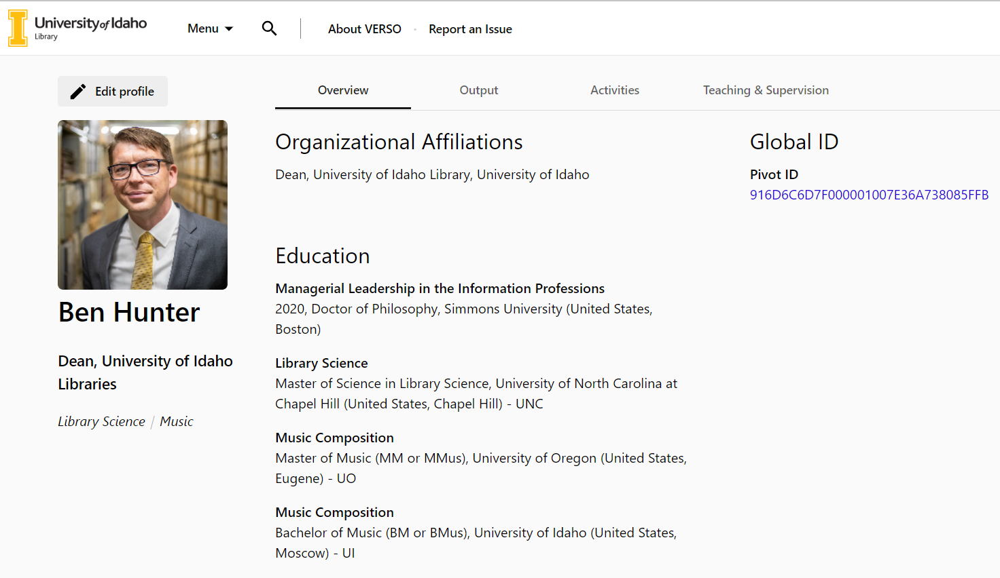 University of Idaho
Library
Menu
About VERSO · Report an Issue
Edit profile
Overview
Output
Activities
Teaching & Supervision
Ben Hunter
Dean, University of Idaho
Libraries
Library Science / Music
Organizational Affiliations
Dean, University of Idaho Library, University of Idaho
Education
Managerial Leadership in the Information Professions
2020, Doctor of Philosophy, Simmons University (United States,
Boston)
Library Science
Master of Science in Library Science, University of North Carolina at
Chapel Hill (United States, Chapel Hill) - UNC
Music Composition
Master of Music (MM or MMus), University of Oregon (United States,
Eugene) - UO
Music Composition
Bachelor of Music (BM or BMus), University of Idaho (United States,
Moscow) - UI
Global ID
Pivot ID
916D6C6D7F000001007E36A738085FFB